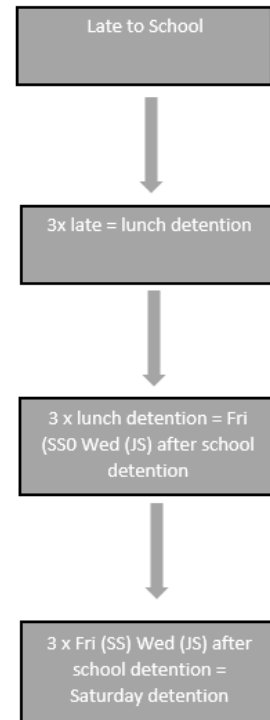 Late to School
3x late = lunch detention
3 x lunch detention = Fri
(SS0 Wed (JS) after school
detention
3 x Fri (SS) Wed (JS) after
school detention =
Saturday detention